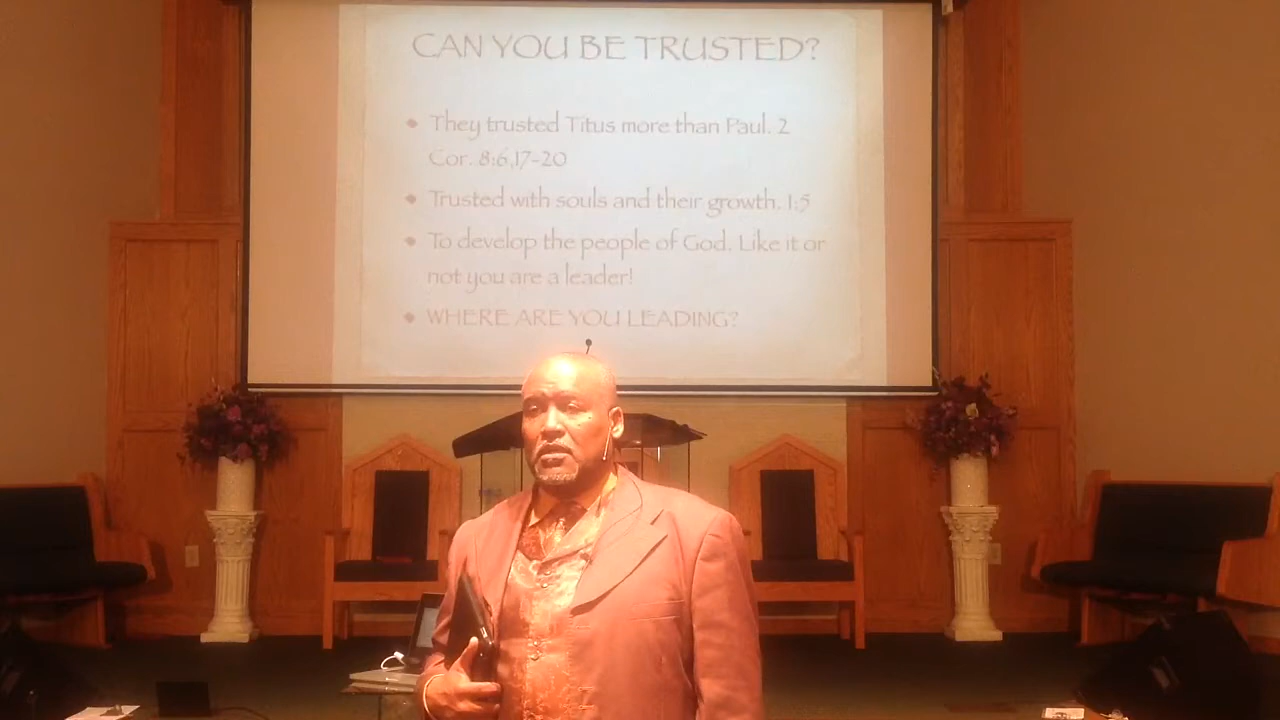 CAN YOU BE TRUSTED?
• They trusted Titus more than Paul. 2
Cor. 8:6,17-20
• Trusted with souls and their growth. 1:5
• To develop the people of God. Like it or
not you are a leader!
• WHERE ARE YOU LEADING?